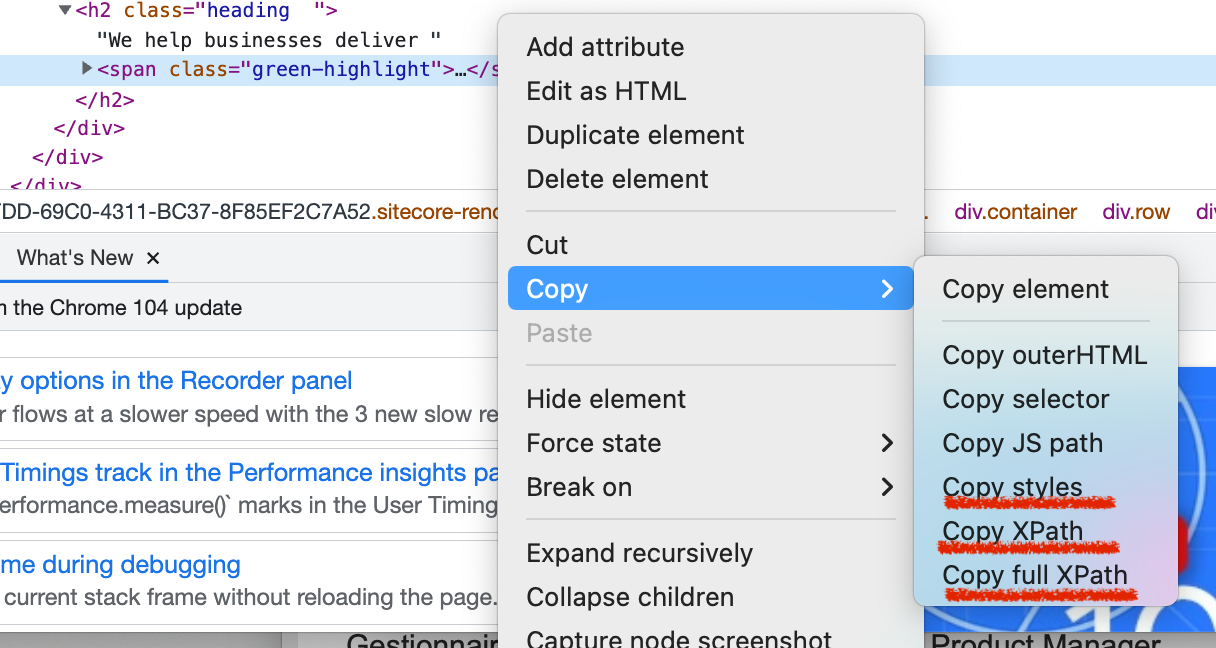 ▼<h2 class="heading  ">
"We help businesses deliver "
▶<span class="green-highlight">…</s
</h2>
</div>
</div>
</div>
DD-69C0-4311-BC37-8F85EF2C7A52.sitecore-rend
. div.container div.row di
What's New ×
the Chrome 104 update
y options in the Recorder panel
r flows at a slower speed with the 3 new slow re
Timings track in the Performance insights pa
erformance.measure()` marks in the User Timing
me during debugging
current stack frame without reloading the page.
Add attribute
Edit as HTML
Duplicate element
Delete element
Cut
Copy
Paste
Hide element
Force state
Break on
Expand recursively
Collapse children
Capture node screenshot
Copy element
Copy outerHTML
Copy selector
Copy JS path
Copy styles
Copy XPath
Copy full XPath
10
Gestionnair
Product Manager